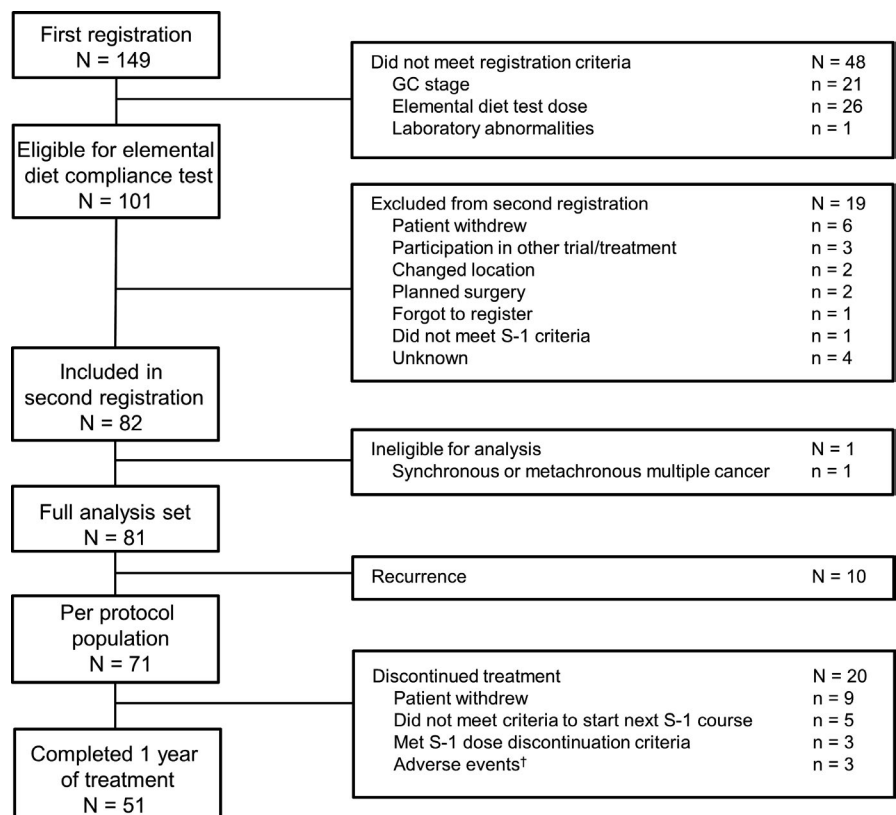 First registration
N = 149
Did not meet registration criteria N = 48
GC stage n = 21
Elemental diet test dose n = 26
Laboratory abnormalities n = 1
Eligible for elemental
diet compliance test
N = 101
Excluded from second registration N = 19
Patient withdrew n = 6
Participation in other trial/treatment n = 3
Changed location n = 2
Planned surgery n = 2
Forgot to register n = 1
Did not meet S-1 criteria n = 1
Unknown n = 4
Included in
second registration
N = 82
Ineligible for analysis N = 1
Synchronous or metachronous multiple cancer n = 1
Full analysis set
N = 81
Recurrence N = 10
Per protocol
population
N = 71
Discontinued treatment N = 20
Patient withdrew n = 9
Did not meet criteria to start next S-1 course n = 5
Met S-1 dose discontinuation criteria n = 3
Adverse events† n = 3
Completed 1 year
of treatment
N = 51